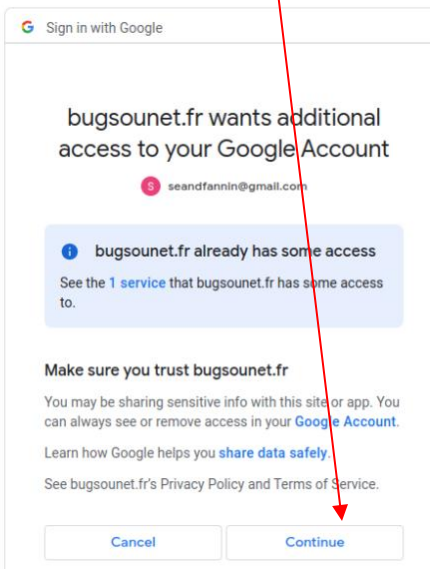 Sign in with Google
bugsounet.fr wants additional
access to your Google Account
S seandfannin@gmail.com
bugsounet.fr already has some access
See the 1 service that bugsounet.fr has some access
to.
Make sure you trust bugsounet.fr
You may be sharing sensitive info with this site or app. You
can always see or remove access in your Google Account.
Learn how Google helps you share data safely.
See bugsounet.fr's Privacy Policy and Terms of Service.
Cancel Continue